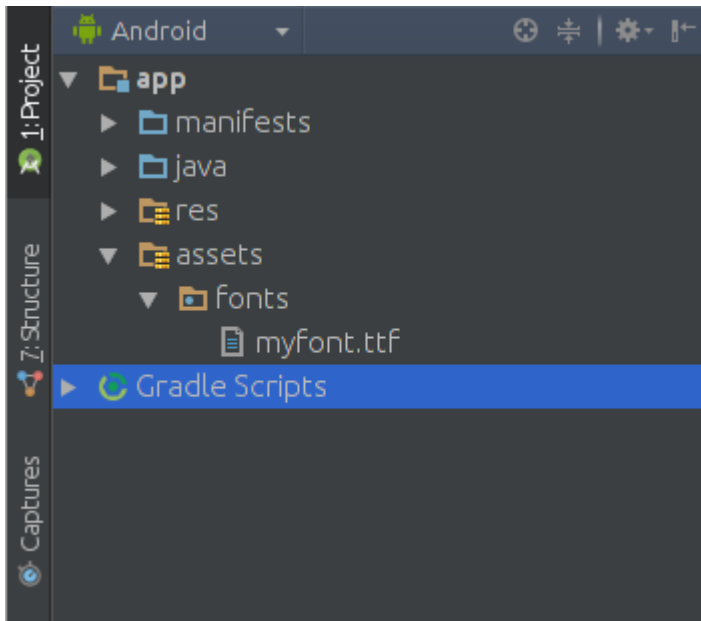 Android
app
manifests
java
res
assets
fonts
myfont.ttf
Gradle Scripts
1: Project
7: Structure
Captures